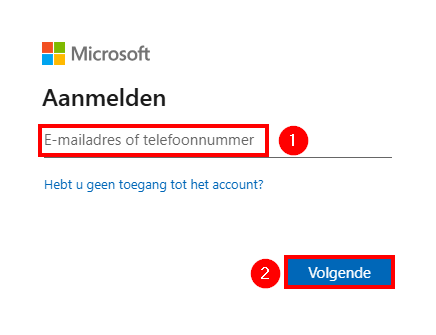 Microsoft
Aanmelden
E-mailadres of telefoonnummer 1
Hebt u geen toegang tot het account?
2 Volgende